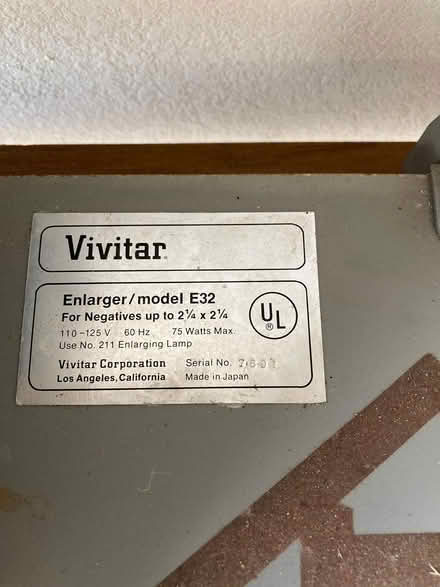 Vivitar
Enlarger/model E32
For Negatives up to 2¼ x 2¼
110-125 V 60 Hz 75 Watts Max.
Use No. 211 Enlarging Lamp
UL
®
Vivitar Corporation Serial No.
Los Angeles, California Made in Japan